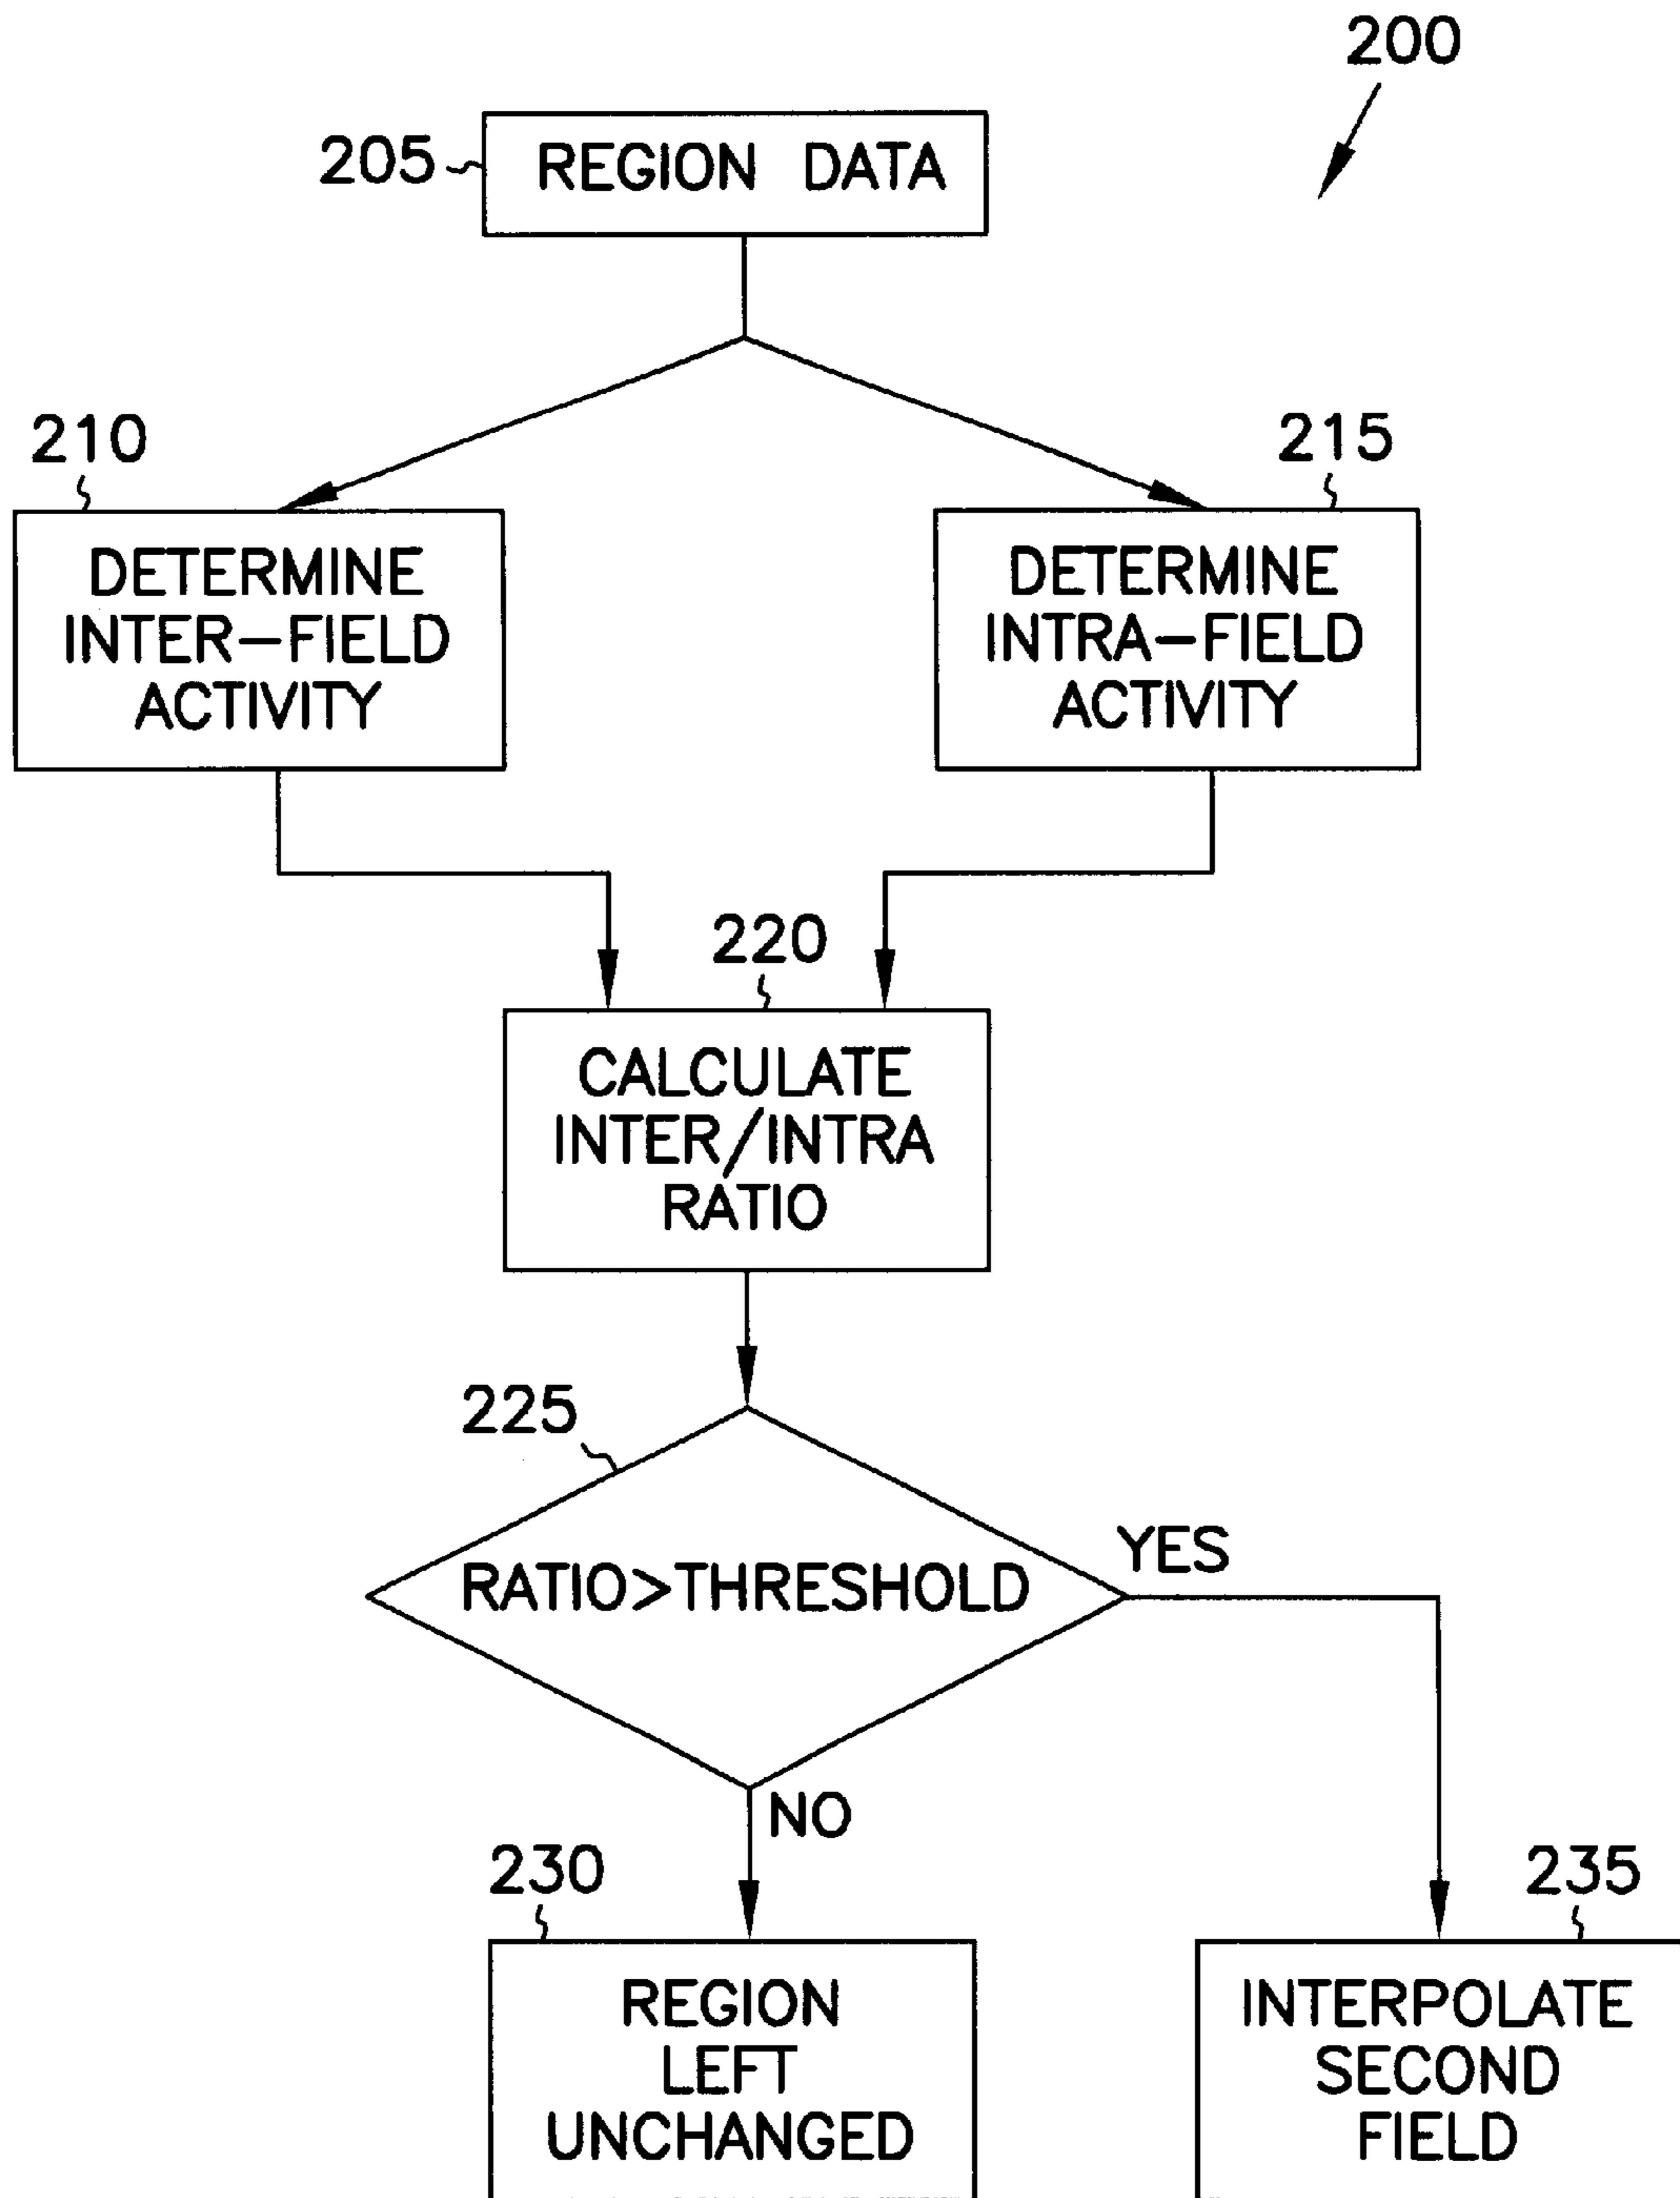 200
205
REGION DATA
210
215
DETERMINE
INTER-FIELD
ACTIVITY
DETERMINE
INTRA-FIELD
ACTIVITY
220
CALCULATE
INTER/INTRA
RATIO
225
RATIO>THRESHOLD
YES
NO
230
235
REGION
LEFT
UNCHANGED
INTERPOLATE
SECOND
FIELD